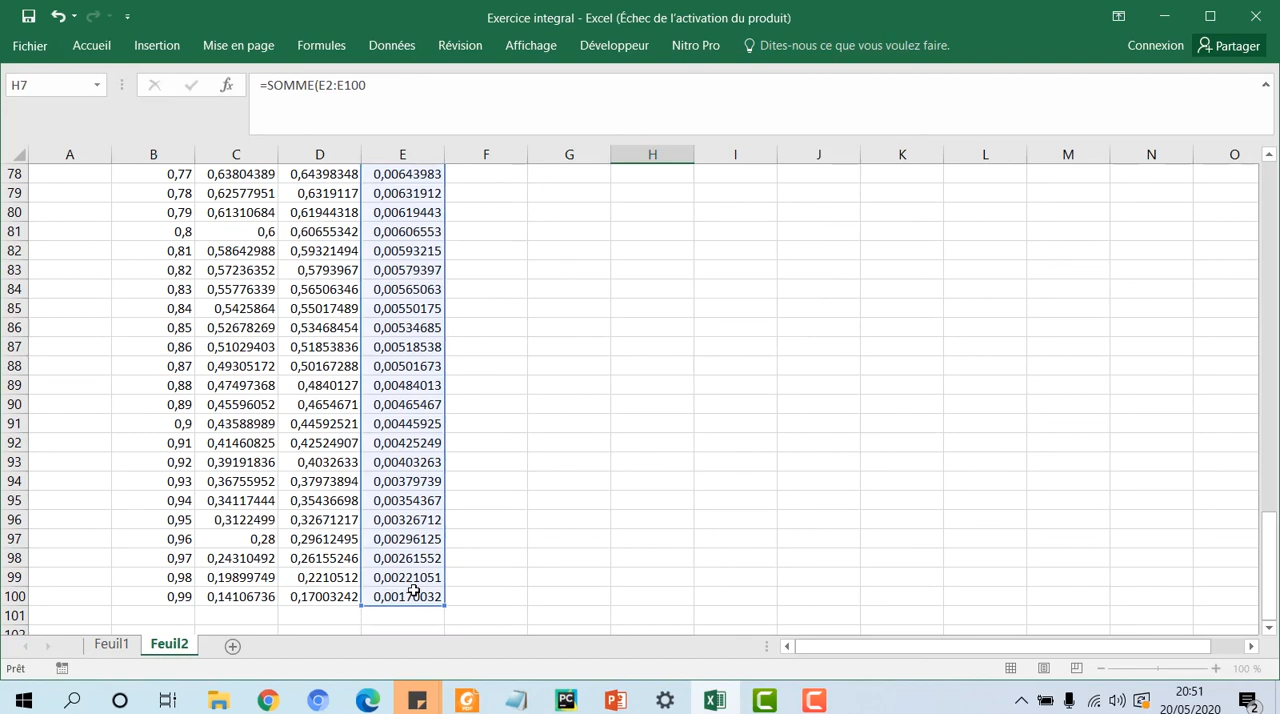 Exercice integral - Excel (Échec de l'activation du produit)
Fichier Accueil Insertion Mise en page Formules Données Révision Affichage Développeur Nitro Pro Dites-nous ce que vous voulez faire. Connexion Partager
H7 fx =SOMME(E2:E100
A B C D E F G H I J K L M N O
78 0,77 0,63804389 0,64398348 0,00643983
79 0,78 0,62577951 0,6319117 0,00631912
80 0,79 0,61310684 0,61944318 0,00619443
81 0,8 0,6 0,60655342 0,00606553
82 0,81 0,58642988 0,59321494 0,00593215
83 0,82 0,57236352 0,5793967 0,00579397
84 0,83 0,55776339 0,56506346 0,00565063
85 0,84 0,5425864 0,55017489 0,00550175
86 0,85 0,52678269 0,53468454 0,00534685
87 0,86 0,51029403 0,51853836 0,00518538
88 0,87 0,49305172 0,50167288 0,00501673
89 0,88 0,47497368 0,4840127 0,00484013
90 0,89 0,45596052 0,4654671 0,00465467
91 0,9 0,43588989 0,44592521 0,00445925
92 0,91 0,41460825 0,42524907 0,00425249
93 0,92 0,39191836 0,4032633 0,00403263
94 0,93 0,36755952 0,37973894 0,00379739
95 0,94 0,34117444 0,35436698 0,00354367
96 0,95 0,3122499 0,32671217 0,00326712
97 0,96 0,28 0,29612495 0,00296125
98 0,97 0,24310492 0,26155246 0,00261552
99 0,98 0,19899749 0,2210512 0,00221051
100 0,99 0,14106736 0,17003242 0,00170032
101
102
Feuil1 Feuil2
Prêt 100 %
20:51
20/05/2020 2